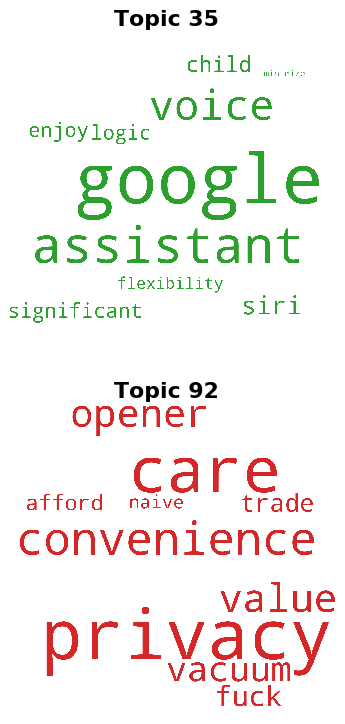 Topic 35
child
minimize
voice
enjoy logic
google
assistant
flexibility
significant siri
Topic 92
opener
care
afford naive trade
convenience
value
privacy
vacuum
fuck